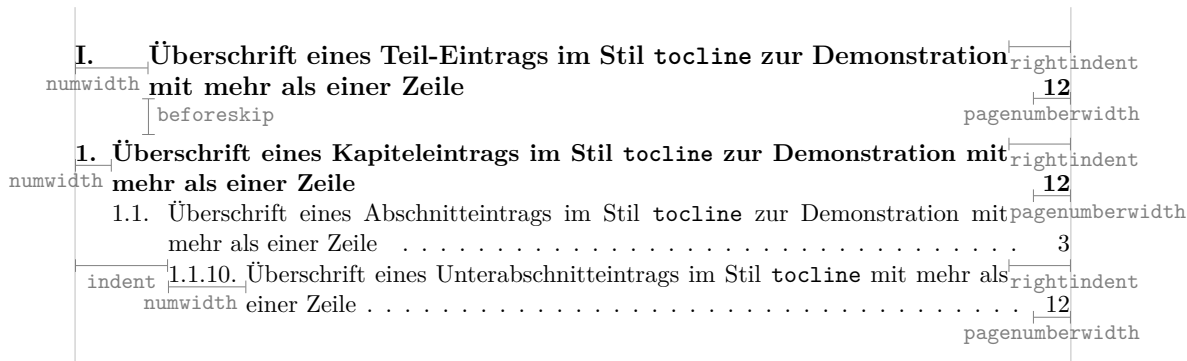 I. Überschrift eines Teil-Eintrags im Stil tocline zur Demonstration
rightindent
numwidth mit mehr als einer Zeile 12
beforeskip pagenumberwidth
1. Überschrift eines Kapiteleintrags im Stil tocline zur Demonstration mit
rightindent
numwidth mehr als einer Zeile 12
1.1. Überschrift eines Abschnitteintrags im Stil tocline zur Demonstration mit pagenumberwidth
mehr als einer Zeile . . . . . . . . . . . . . . . . . . . . . . . . . . . . . . . . . . 3
indent 1.1.10. Überschrift eines Unterabschnitteintrags im Stil tocline mit mehr als rightindent
numwidth einer Zeile . . . . . . . . . . . . . . . . . . . . . . . . . . . . . . . . . . . . 12
pagenumberwidth